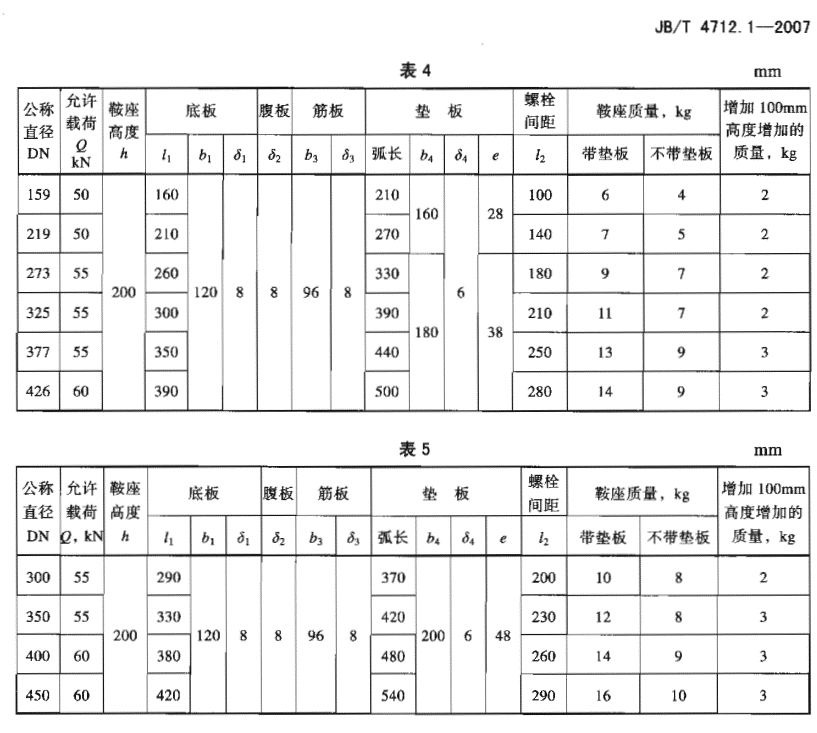 JB/T 4712.1—2007
表 4 mm
公称直径 DN 允许载荷 Q kN 鞍座高度 h 底板 腹板 筋板 垫 板 螺栓间距 鞍座质量，kg 增加 100mm 高度增加的质量，kg
l₁ b₁ δ₁ δ₂ b₃ δ₃ 弧长 b₄ δ₄ e l₂ 带垫板 不带垫板
159 50 160 210 100 6 4 2
160 28
219 50 210 270 140 7 5 2
273 55 260 330 180 9 7 2
200 120 8 8 96 8 6
325 55 300 390 210 11 7 2
180 38
377 55 350 440 250 13 9 3
426 60 390 500 280 14 9 3
表 5 mm
公称直径 DN 允许载荷 Q，kN 鞍座高度 h 底板 腹板 筋板 垫 板 螺栓间距 鞍座质量，kg 增加 100mm 高度增加的质量，kg
l₁ b₁ δ₁ δ₂ b₃ δ₃ 弧长 b₄ δ₄ e l₂ 带垫板 不带垫板
300 55 290 370 200 10 8 2
350 55 330 420 230 12 8 3
200 120 8 8 96 8 200 6 48
400 60 380 480 260 14 9 3
450 60 420 540 290 16 10 3